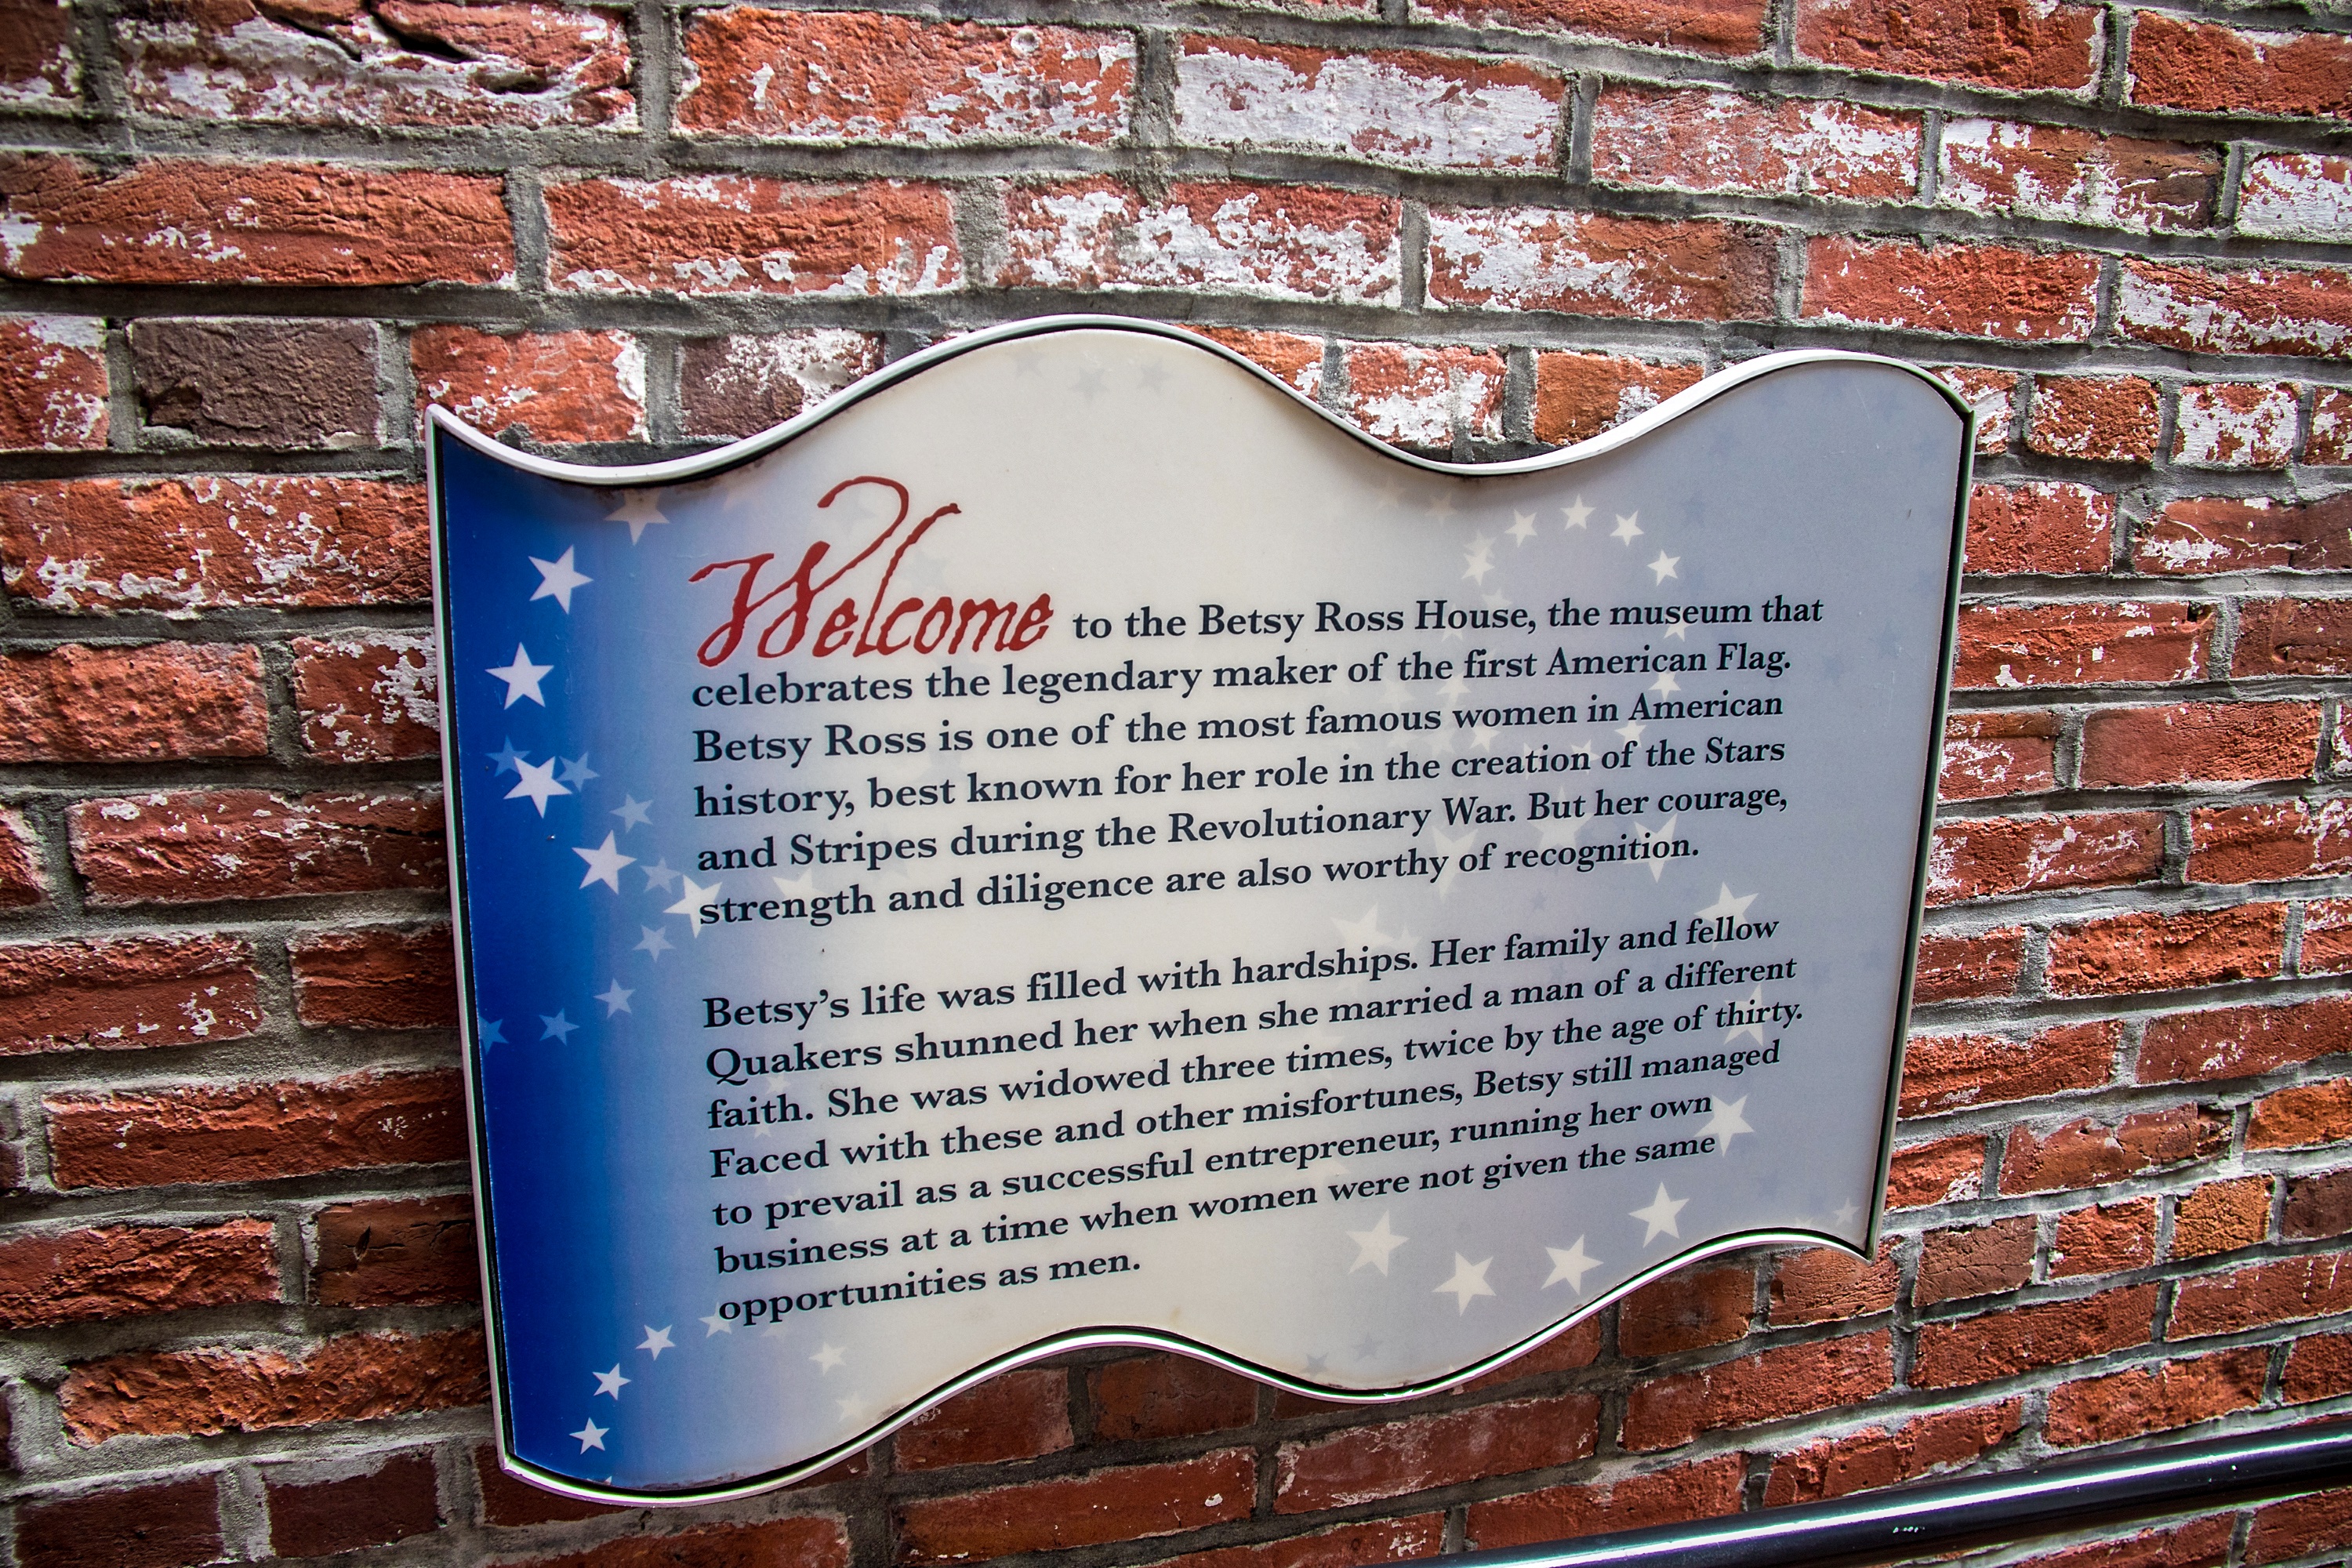 Welcome to the Betsy Ross House, the museum that
celebrates the legendary maker of the first American Flag.
Betsy Ross is one of the most famous women in American
history, best known for her role in the creation of the Stars
and Stripes during the Revolutionary War. But her courage,
strength and diligence are also worthy of recognition.
Betsy’s life was filled with hardships. Her family and fellow
Quakers shunned her when she married a man of a different
faith. She was widowed three times, twice by the age of thirty.
Faced with these and other misfortunes, Betsy still managed
to prevail as a successful entrepreneur, running her own
business at a time when women were not given the same
opportunities as men.